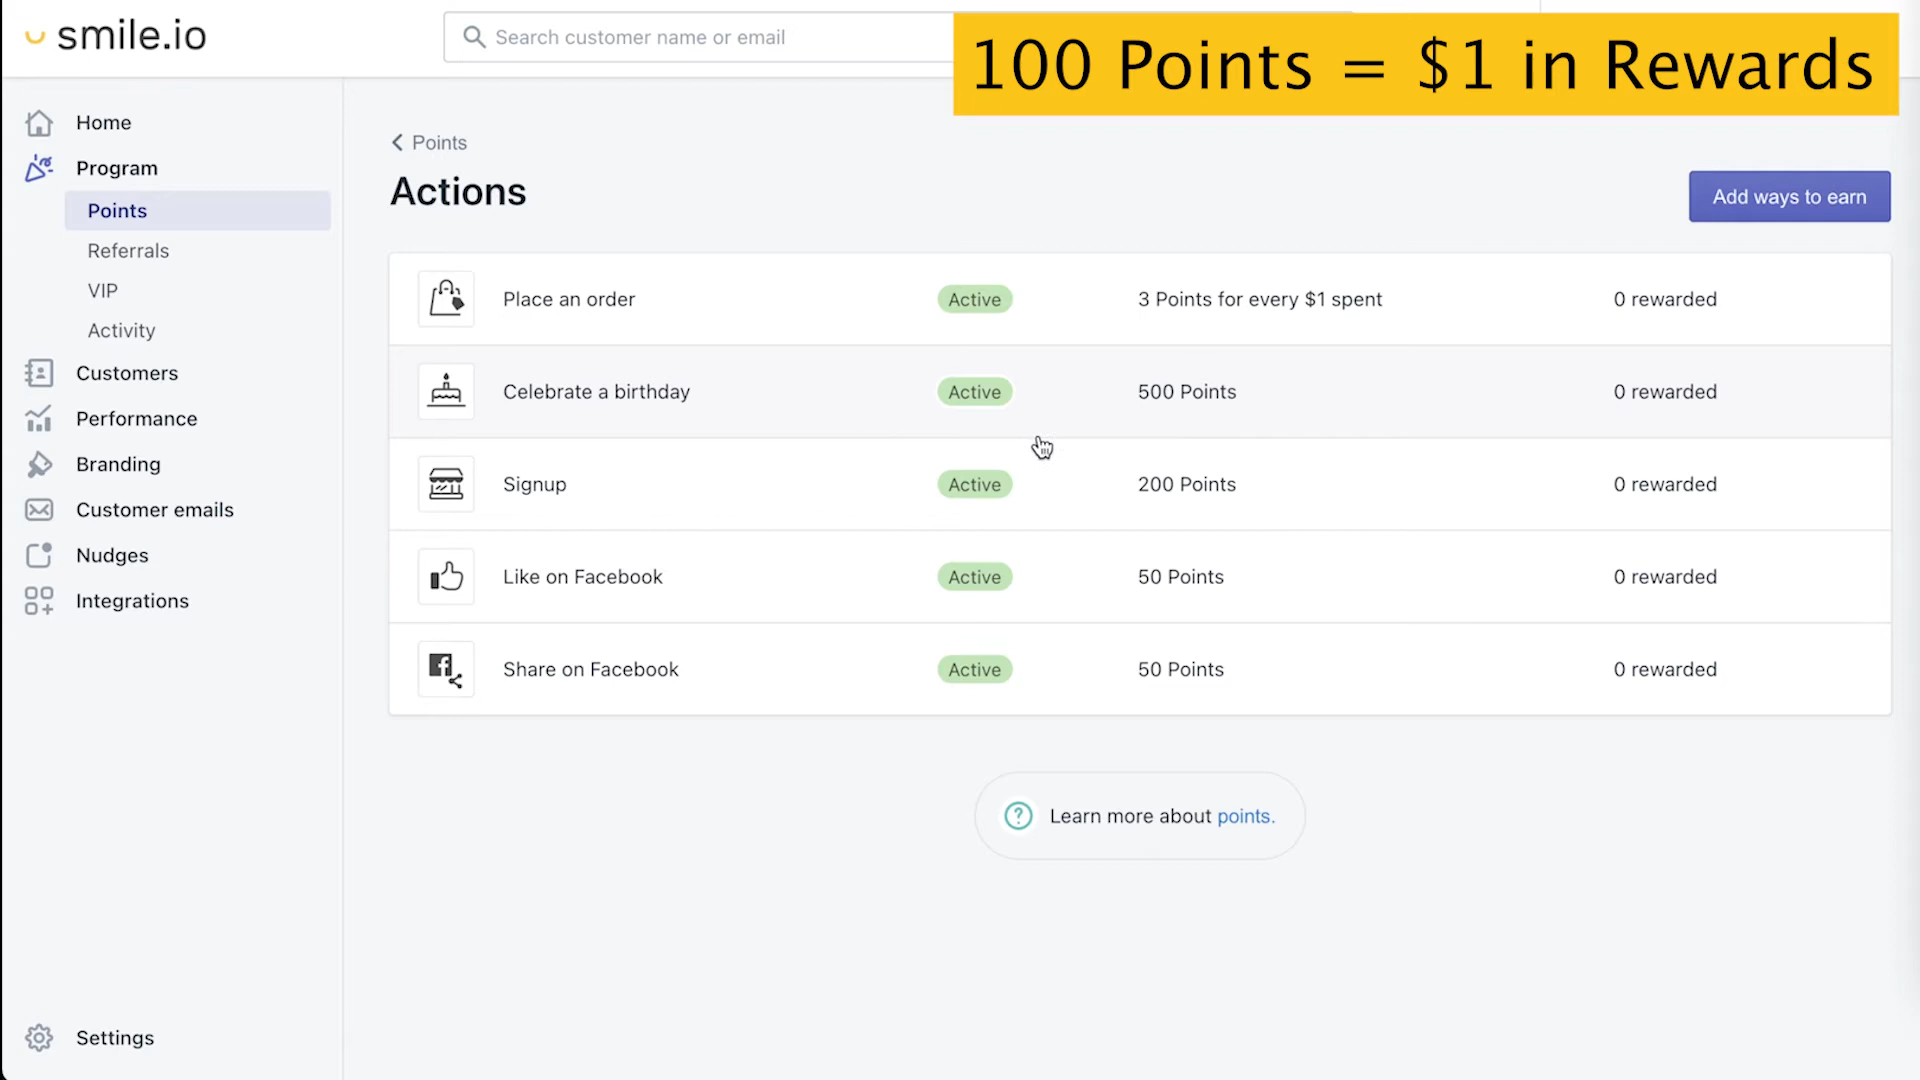 smile.io
Search customer name or email
100 Points = $1 in Rewards
Home
Program
Points
Referrals
VIP
Activity
Customers
Performance
Branding
Customer emails
Nudges
Integrations
Settings
Points
Actions
Add ways to earn
Place an order Active 3 Points for every $1 spent 0 rewarded
Celebrate a birthday Active 500 Points 0 rewarded
Signup Active 200 Points 0 rewarded
Like on Facebook Active 50 Points 0 rewarded
Share on Facebook Active 50 Points 0 rewarded
Learn more about points.